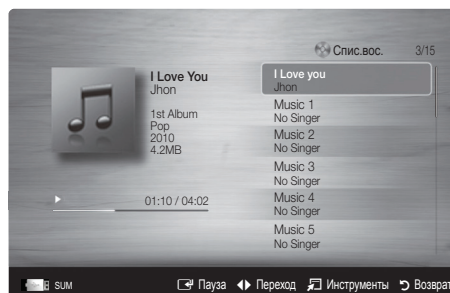 Спис.вос. 3/15
I Love You
Jhon
1st Album
Pop
2010
4.2MB
01:10 / 04:02
I Love you
Jhon
Music 1
No Singer
Music 2
No Singer
Music 3
No Singer
Music 4
No Singer
Music 5
No Singer
SUM Пауза Переход Инструменты Возврат